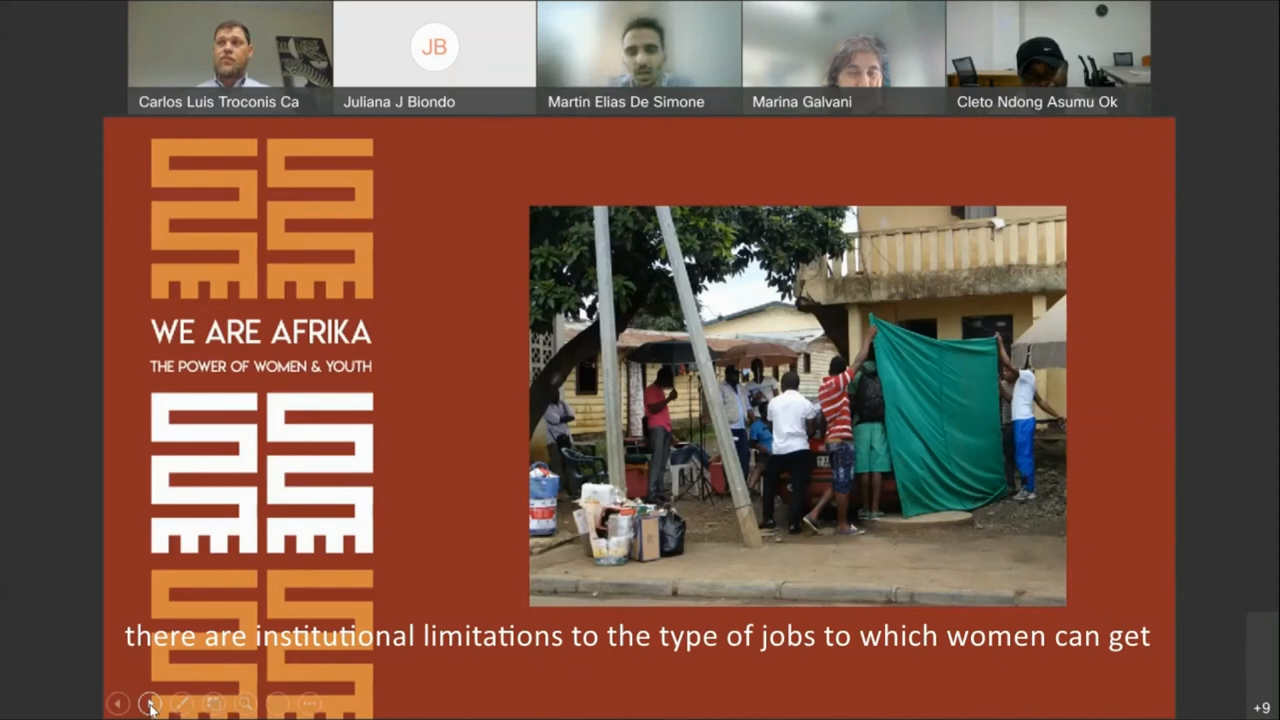 JB
Carlos Luis Troconis Ca
Juliana J Biondo
Martin Elias De Simone
Marina Galvani
Cleto Ndong Asumu Ok
WE ARE AFRIKA
THE POWER OF WOMEN & YOUTH
there are institutional limitations to the type of jobs to which women can get
+9